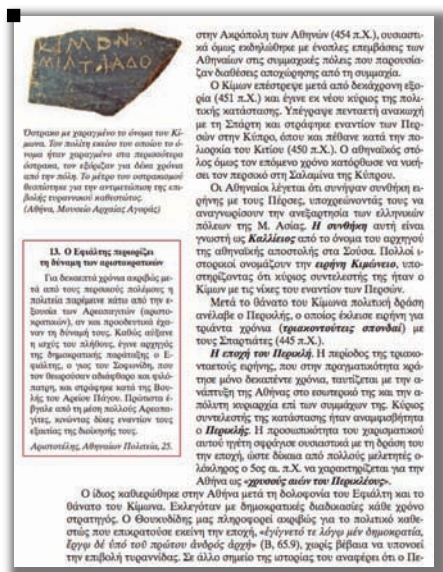 ΚΙΜΟΝ
ΜΙΛΤΙΑΔΟ
Όστρακο με χαραγμένο το όνομα του Κί-
μωνα. Τον πολίτη εκείνο του οποίου το ό-
νομα ήταν χαραγμένο στα περισσότερα
όστρακα, τον εξόριζαν για δέκα χρόνια
από την πόλη. Το μέτρο του οστρακισμού
θεσπίστηκε για την αντιμετώπιση της επι-
βολής τυραννικού καθεστώτος.
(Αθήνα, Μουσείο Αρχαίας Αγοράς)
13. Ο Εφιάλτης περιορίζει
τη δύναμη των αριστοκρατικών
Για δεκαεπτά χρόνια ακριβώς με-
τά από τους περσικούς πολέμους η
πολιτεία παρέμεινε κάτω από την ε-
ξουσία των Αρεοπαγιτών (αριστο-
κρατικών), αν και προοδευτικά έχα-
ναν τη δύναμή τους. Καθώς αύξανε
η ισχύς του πλήθους, έγινε αρχηγός
της δημοκρατικής παράταξης ο Ε-
φιάλτης, ο γιος του Σοφωνίδη, που
τον θεωρούσαν αδιάφθορο και φιλό-
πατρη, και στράφηκε κατά της Βου-
λής του Αρείου Πάγου. Πρώτιστα έ-
βγαλε από τη μέση πολλούς Αρεοπα-
γίτες, κινώντας δίκες εναντίον τους
εξαιτίας της διοίκησής τους.
Αριστοτέλης, Αθηναίων Πολιτεία, 25.
στην Ακρόπολη των Αθηνών (454 π.Χ.), ουσιαστι-
κά όμως εκδηλώθηκε με ένοπλες επεμβάσεις των
Αθηναίων στις συμμαχικές πόλεις που παρουσία-
ζαν διαθέσεις αποχώρησης από τη συμμαχία.
Ο Κίμων επέστρεψε μετά από δεκάχρονη εξο-
ρία (451 π.Χ.) και έγινε εκ νέου κύριος της πολι-
τικής κατάστασης. Υπέγραψε πενταετή ανακωχή
με τη Σπάρτη και στράφηκε εναντίον των Περ-
σών στην Κύπρο, όπου και πέθανε κατά την πο-
λιορκία του Κιτίου (450 π.Χ.). Ο αθηναϊκός στό-
λος όμως τον επόμενο χρόνο κατόρθωσε να νική-
σει τον περσικό στη Σαλαμίνα της Κύπρου.
Οι Αθηναίοι λέγεται ότι συνήψαν συνθήκη ει-
ρήνης με τους Πέρσες, υποχρεώνοντάς τους να
αναγνωρίσουν την ανεξαρτησία των ελληνικών
πόλεων της Μ. Ασίας. Η συνθήκη αυτή είναι
γνωστή ως Καλλίειος από το όνομα του αρχηγού
της αθηναϊκής αποστολής στα Σούσα. Πολλοί ι-
στορικοί ονομάζουν την ειρήνη Κιμώνειο, υπο-
στηρίζοντας ότι κύριος συντελεστής της ήταν ο
Κίμων με τις νίκες του εναντίον των Περσών.
Μετά το θάνατο του Κίμωνα πολιτική δράση
ανέλαβε ο Περικλής, ο οποίος έκλεισε ειρήνη για
τριάντα χρόνια (τριακοντούτεις σπονδαί) με
τους Σπαρτιάτες (445 π.Χ.).
Η εποχή του Περικλή. Η περίοδος της τριακο-
νταετούς ειρήνης, που στην πραγματικότητα κρά-
τησε μόνο δεκαπέντε χρόνια, ταυτίζεται με την α-
νάπτυξη της Αθήνας στο εσωτερικό της και την α-
πόλυτη κυριαρχία επί των συμμάχων της. Κύριος
συντελεστής της κατάστασης ήταν αναμφισβήτητα
ο Περικλής. Η προσωπικότητα του χαρισματικού
αυτού ηγέτη σφράγισε ουσιαστικά με τη δράση του
την εποχή, ώστε δίκαια από πολλούς μελετητές ο-
λόκληρος ο 5ος αι. π.Χ. να χαρακτηρίζεται για την
Αθήνα ως «χρυσούς αιών του Περικλέους».
Ο ίδιος καθιερώθηκε στην Αθήνα μετά τη δολοφονία του Εφιάλτη και το
θάνατο του Κίμωνα. Εκλεγόταν με δημοκρατικές διαδικασίες κάθε χρόνο
στρατηγός. Ο Θουκυδίδης μας πληροφορεί ακριβώς για το πολιτικό καθε-
στώς που επικρατούσε εκείνη την εποχή, «ἐγίγνετό τε λόγῳ μὲν δημοκρατία,
ἔργῳ δὲ ὑπὸ τοῦ πρώτου ἀνδρὸς ἀρχή» (Β, 65.9), χωρίς βέβαια να υπονοεί
την επιβολή τυραννίδας. Σε άλλο σημείο της ιστορίας του αναφέρει ότι ο Πε-